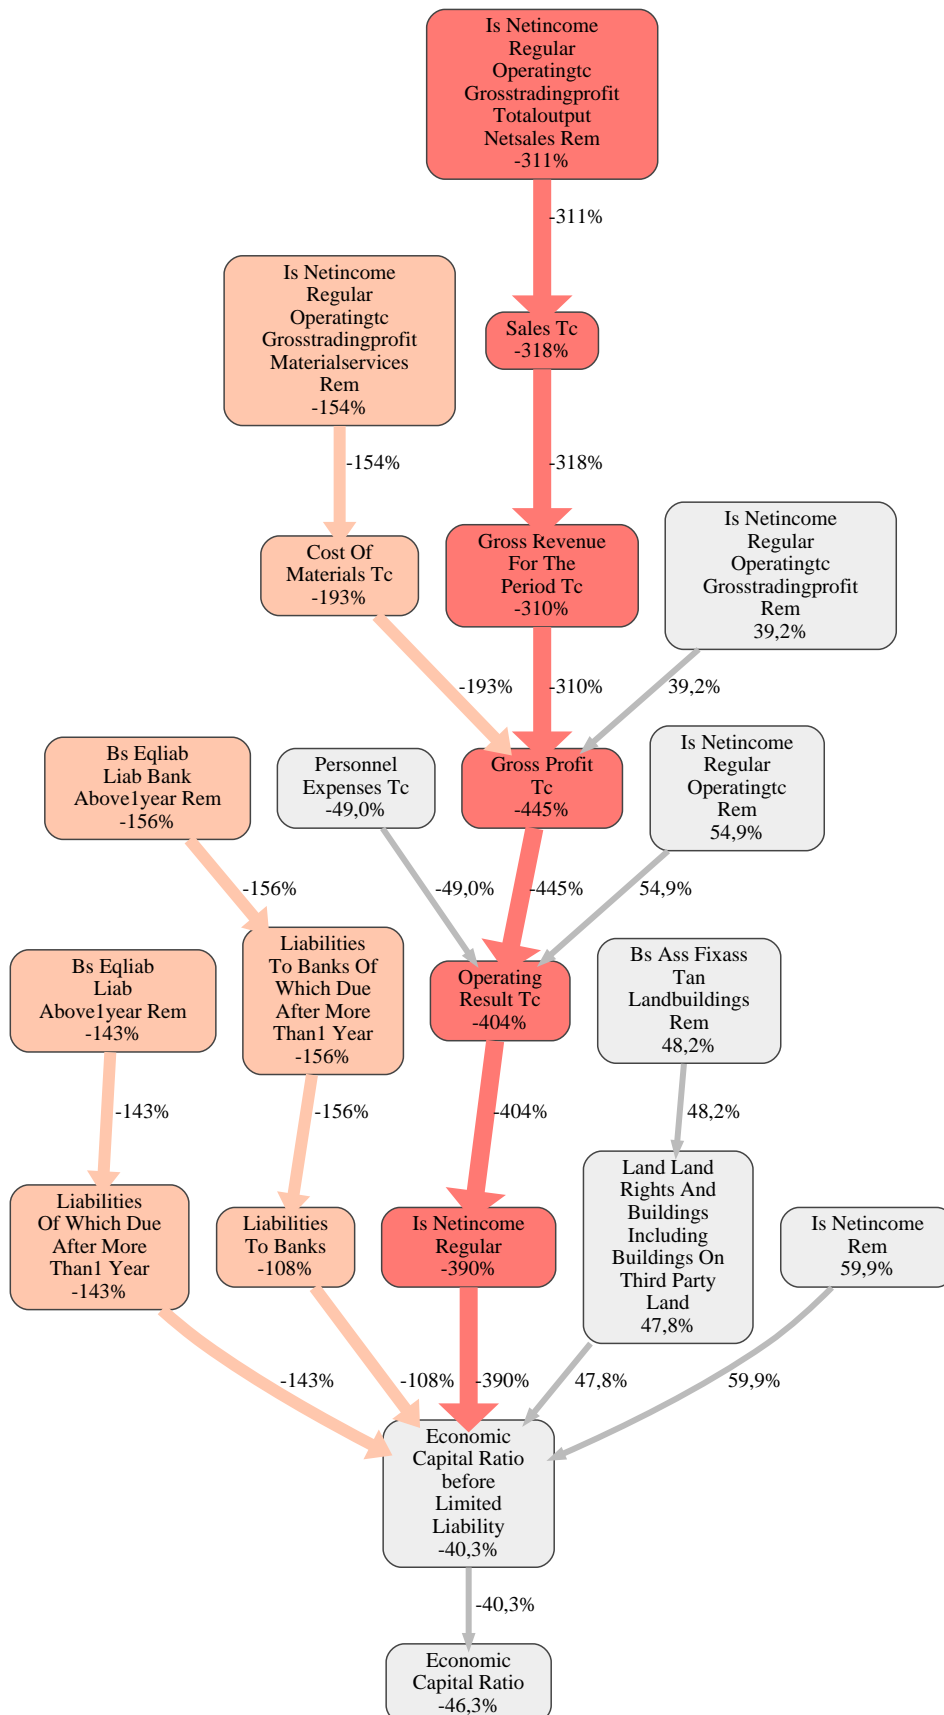 Is Netincome
Regular
Operatingtc
Grosstradingprofit
Totaloutput
Netsales Rem
-311%
-311%
Is Netincome
Regular
Operatingtc
Grosstradingprofit
Materialservices
Rem
-154%
Sales Tc
-318%
-154%
-318%
Is Netincome
Regular
Operatingtc
Grosstradingprofit
Rem
39,2%
Cost Of
Materials Tc
-193%
Gross Revenue
For The
Period Tc
-310%
-193%
-310%
39,2%
Bs Eqliab
Liab Bank
Above1year Rem
-156%
Personnel
Expenses Tc
-49,0%
Gross Profit
Tc
-445%
Is Netincome
Regular
Operatingtc
Rem
54,9%
-156%
-49,0%
-445%
54,9%
Bs Eqliab
Liab
Above1year Rem
-143%
Liabilities
To Banks Of
Which Due
After More
Than1 Year
-156%
Operating
Result Tc
-404%
Bs Ass Fixass
Tan
Landbuildings
Rem
48,2%
-143%
-156%
-404%
48,2%
Liabilities
Of Which Due
After More
Than1 Year
-143%
Liabilities
To Banks
-108%
Is Netincome
Regular
-390%
Land Land
Rights And
Buildings
Including
Buildings On
Third Party
Land
47,8%
Is Netincome
Rem
59,9%
-143%
-108%
-390%
47,8%
59,9%
Economic
Capital Ratio
before
Limited
Liability
-40,3%
-40,3%
Economic
Capital Ratio
-46,3%